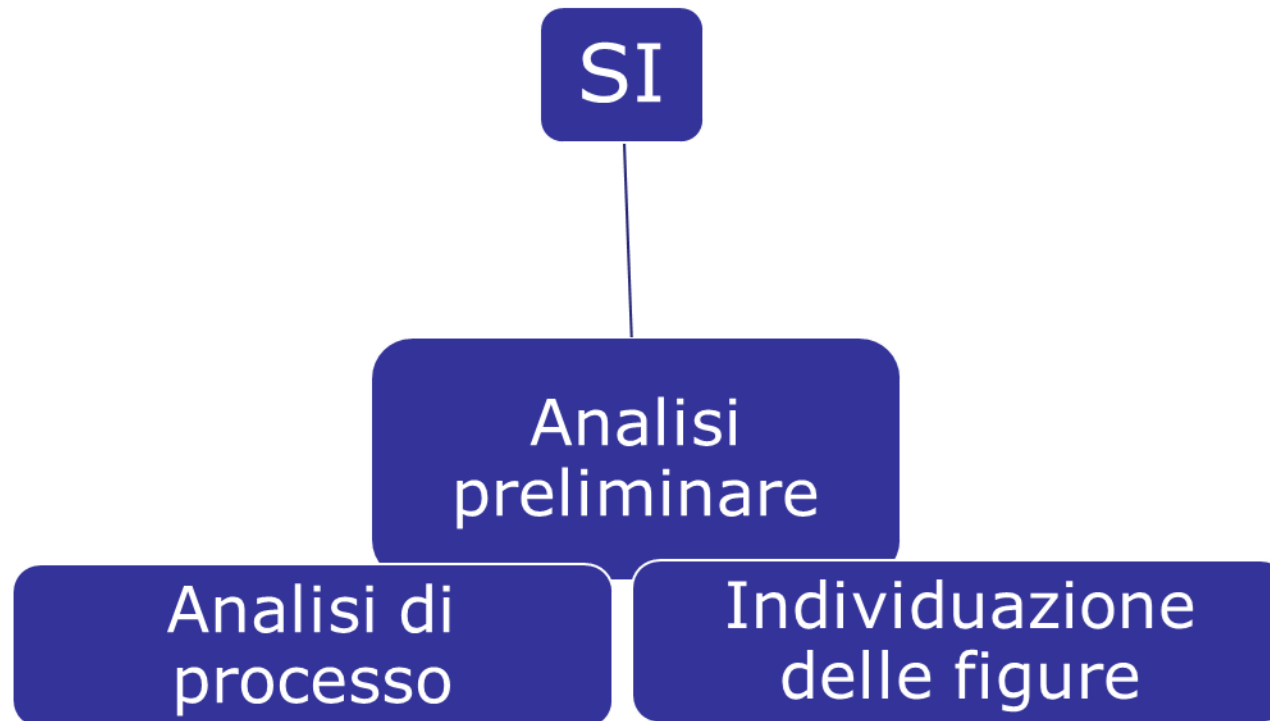 SI
Analisi
preliminare
Analisi di
processo
Individuazione
delle figure